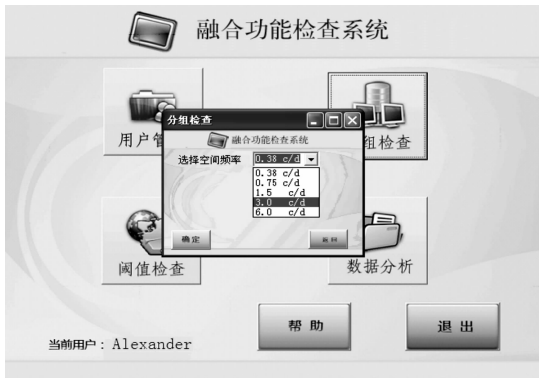 融合功能检查系统
用户管
分组检查
融合功能检查系统
选择空间频率 0.38 c/d
0.38 c/d
0.75 c/d
1.5 c/d
3.0 c/d
6.0 c/d
确定 返回
组检查
阈值检查 数据分析
帮助 退出
当前用户：Alexander